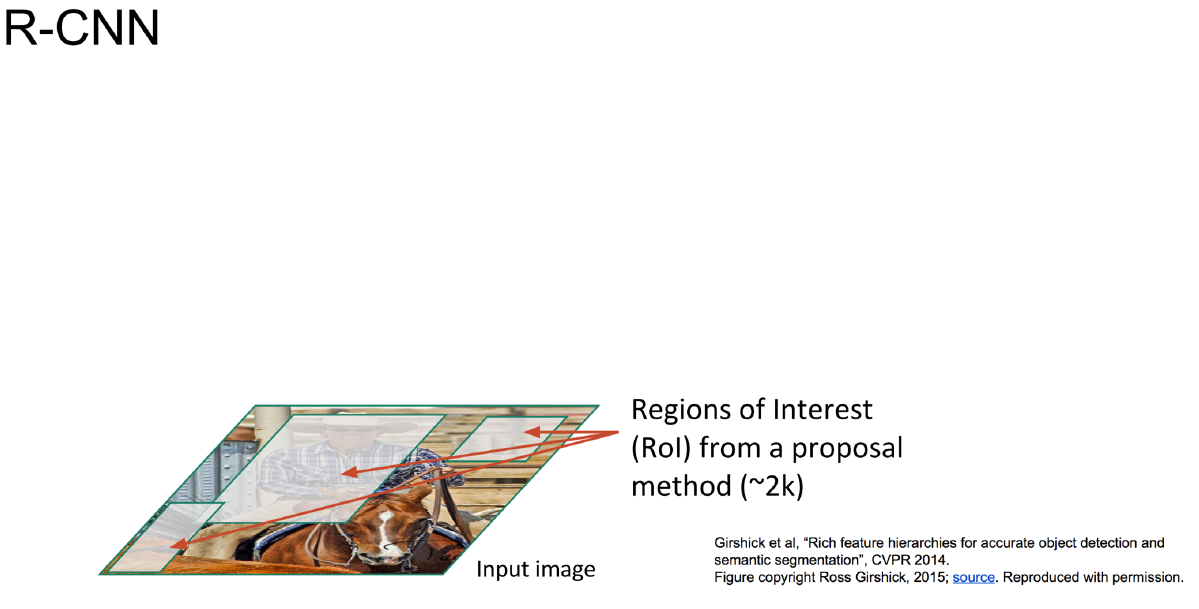 R-CNN
Regions of Interest
(RoI) from a proposal
method (~2k)
Input image
Girshick et al, “Rich feature hierarchies for accurate object detection and
semantic segmentation”, CVPR 2014.
Figure copyright Ross Girshick, 2015; source. Reproduced with permission.